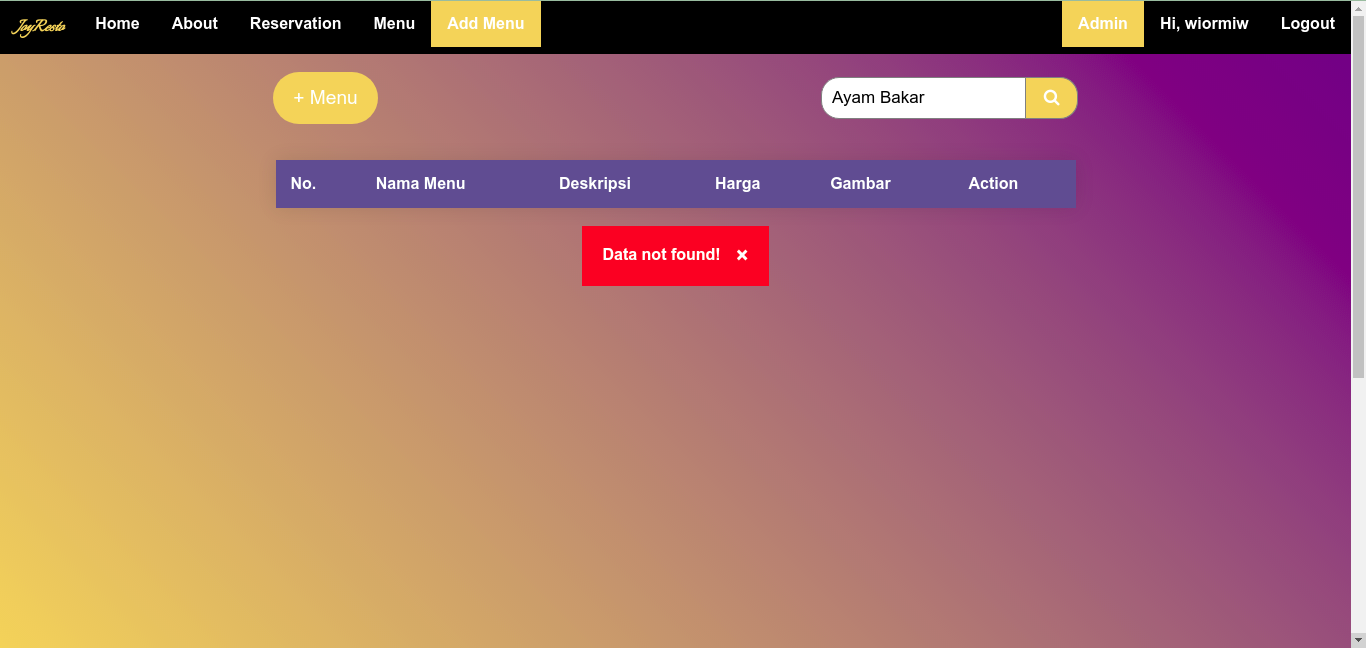 JoyResto Home About Reservation Menu Add Menu Admin Hi, wiormiw Logout
+ Menu Ayam Bakar
No. Nama Menu Deskripsi Harga Gambar Action
Data not found! ×